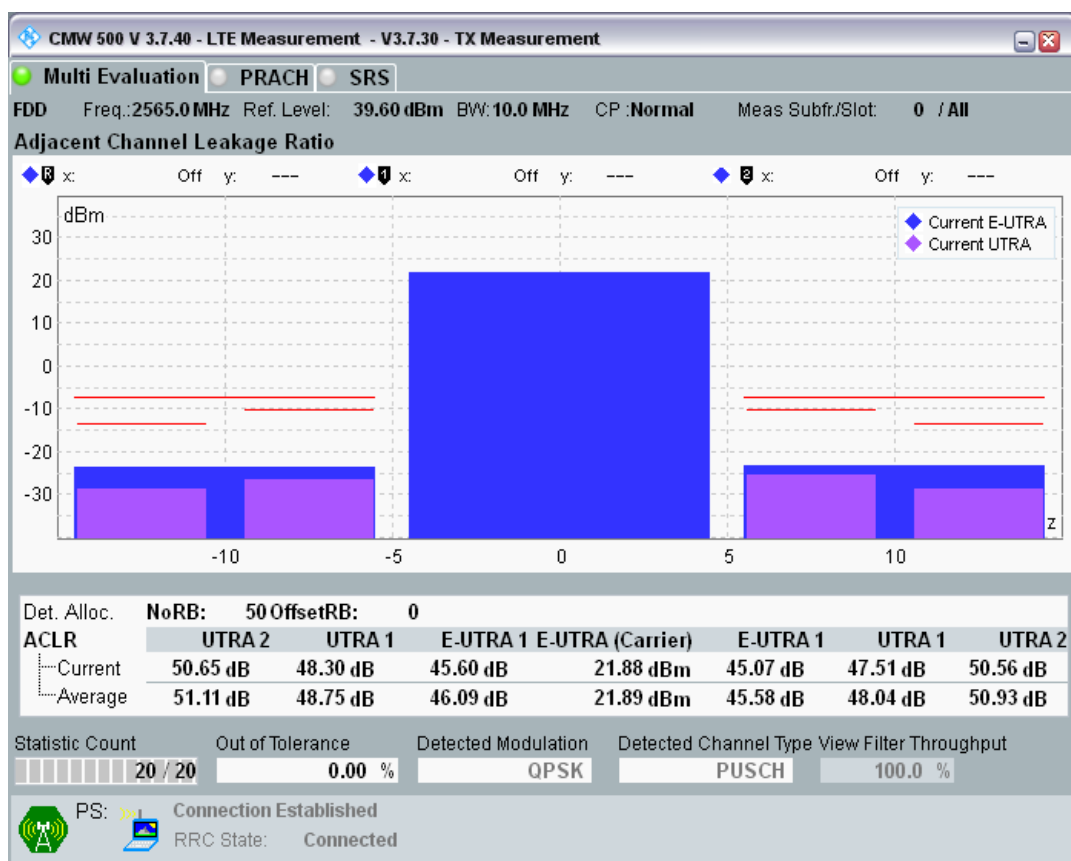 CMW 500 V 3.7.40 - LTE Measurement - V3.7.30 - TX Measurement
Multi Evaluation PRACH SRS
FDD Freq.:2565.0 MHz Ref. Level: 39.60 dBm BW: 10.0 MHz CP :Normal Meas Subfr./Slot: 0 / All
Adjacent Channel Leakage Ratio
R x: Off y: --- 1 x: Off y: --- 2 x: Off y: ---
dBm
Current E-UTRA
Current UTRA
30
20
10
0
-10
-20
-30
z
-10 -5 0 5 10
Det. Alloc. NoRB: 50 OffsetRB: 0
ACLR UTRA 2 UTRA 1 E-UTRA 1 E-UTRA (Carrier) E-UTRA 1 UTRA 1 UTRA 2
Current 50.65 dB 48.30 dB 45.60 dB 21.88 dBm 45.07 dB 47.51 dB 50.56 dB
Average 51.11 dB 48.75 dB 46.09 dB 21.89 dBm 45.58 dB 48.04 dB 50.93 dB
Statistic Count Out of Tolerance Detected Modulation Detected Channel Type View Filter Throughput
20 / 20 0.00 % QPSK PUSCH 100.0 %
PS: Connection Established
RRC State: Connected